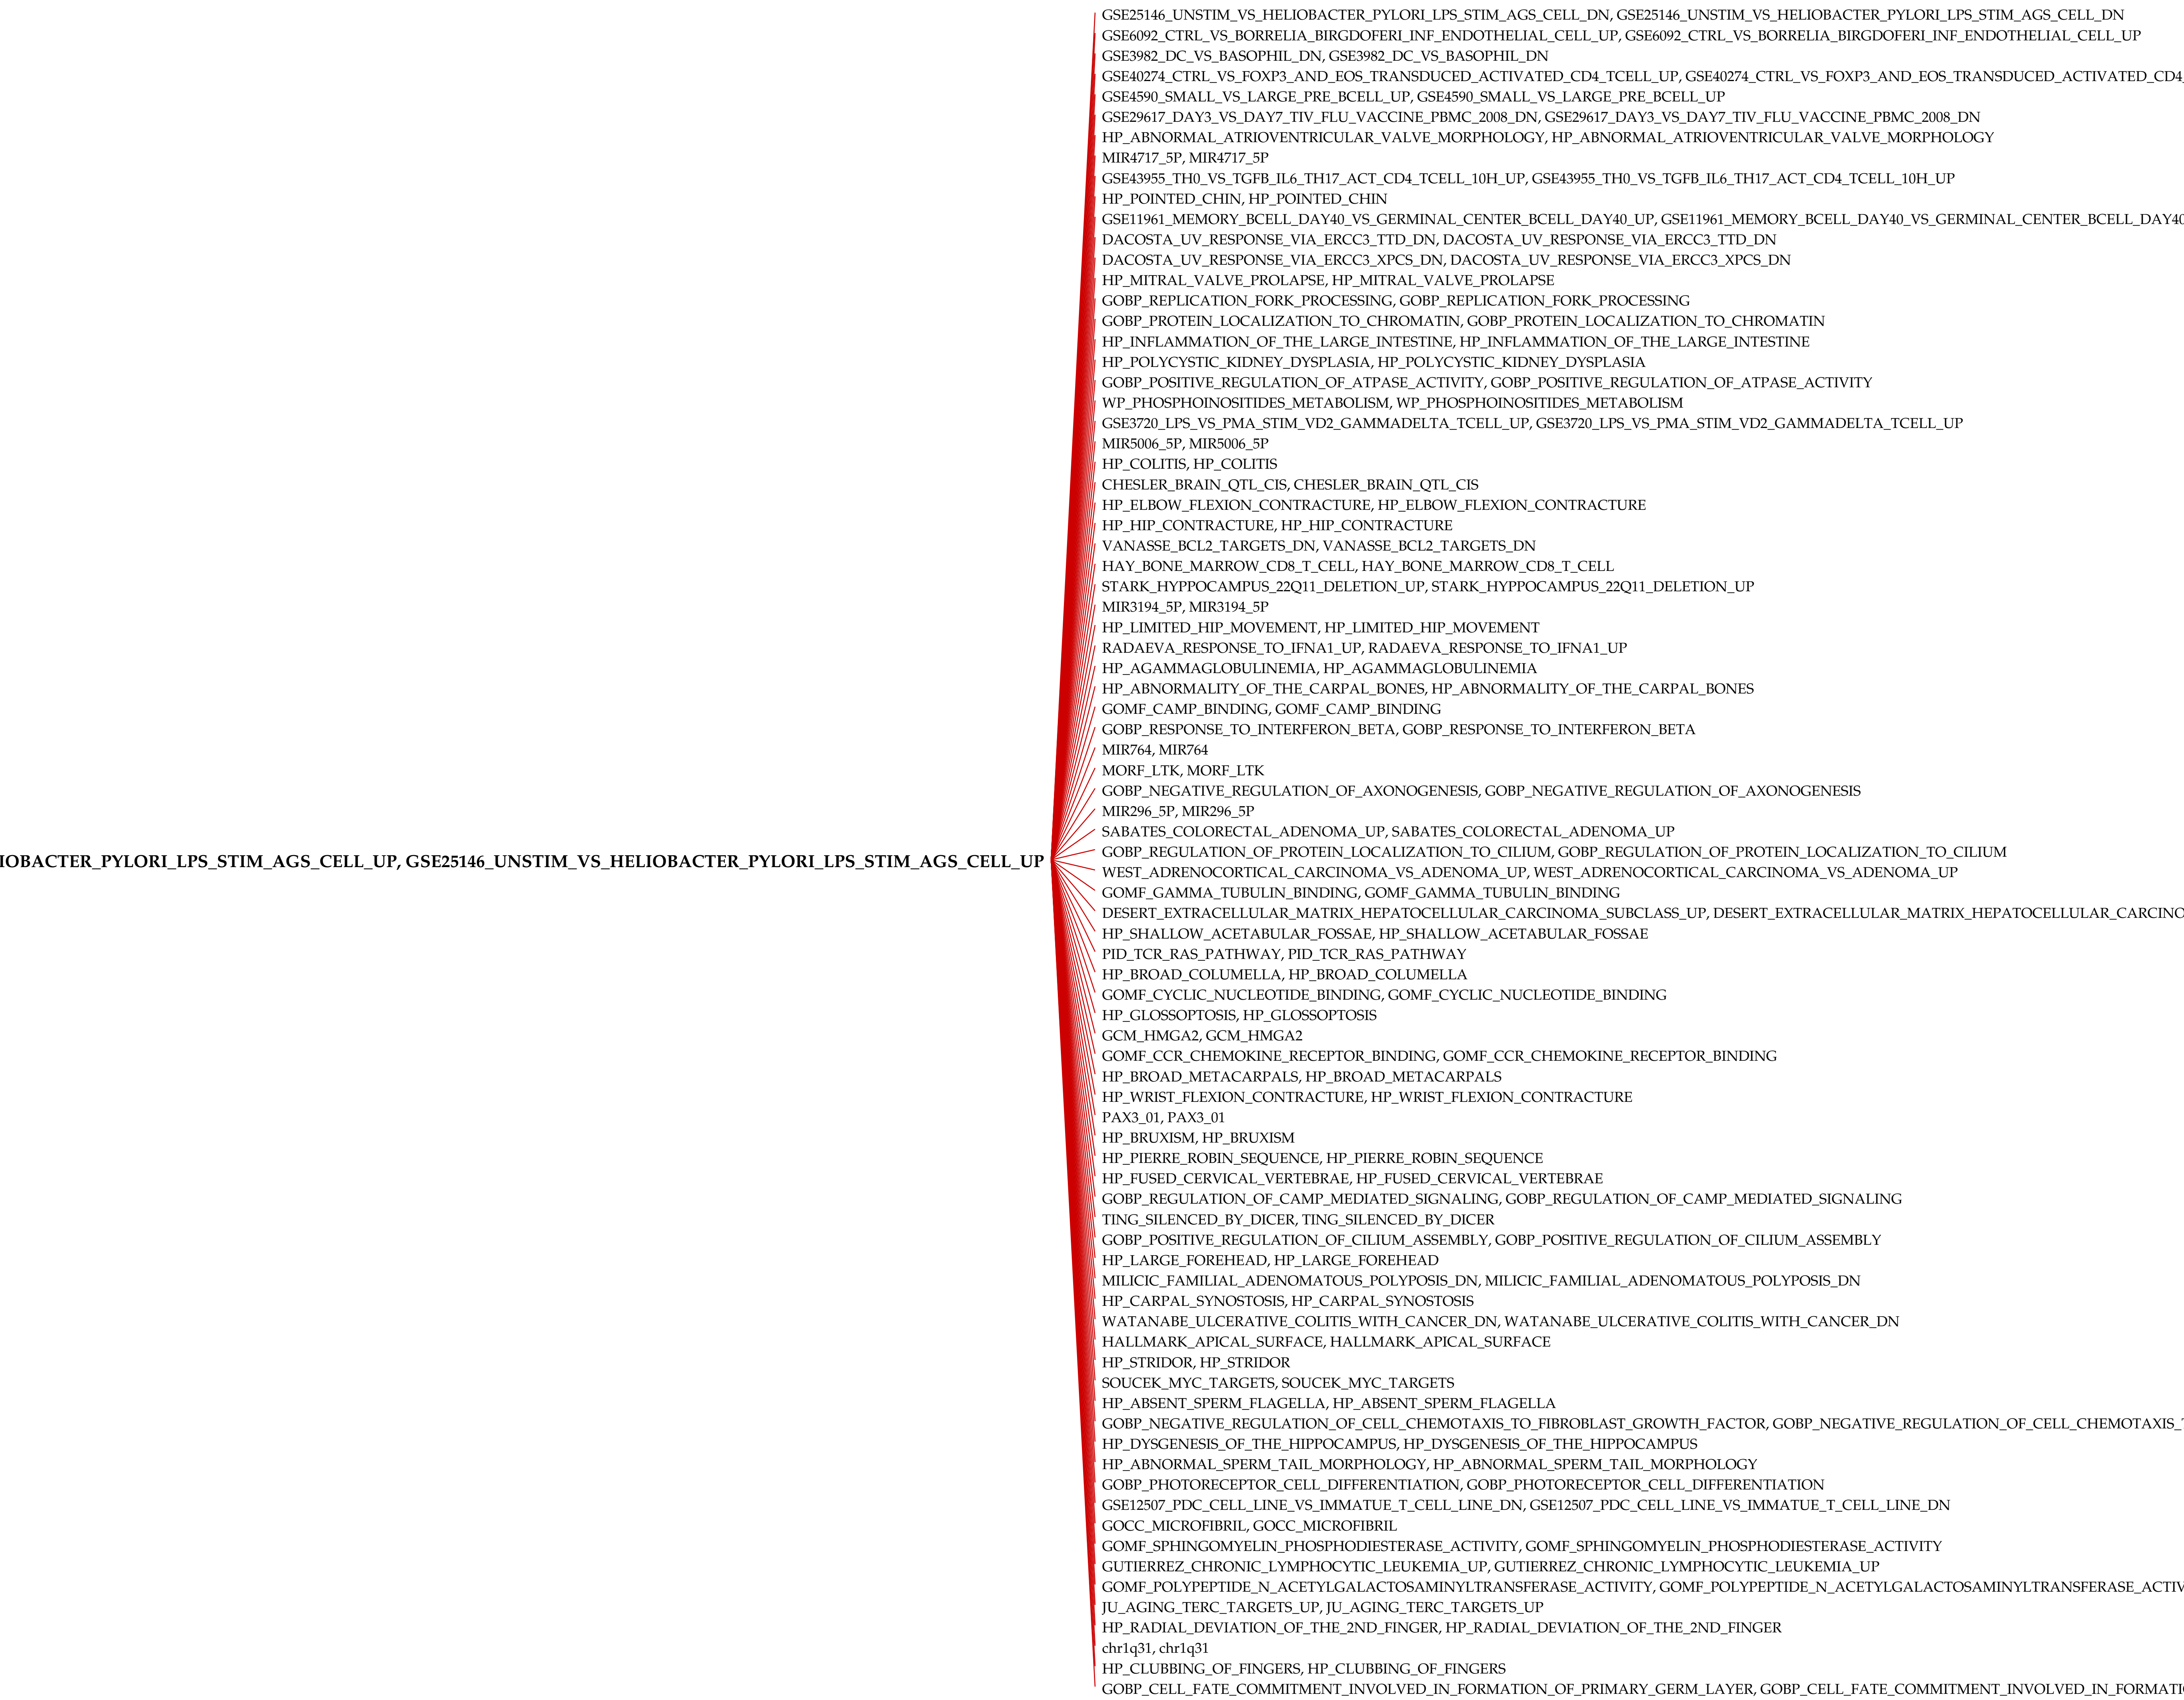 GSE25146_UNSTIM_VS_HELIOBACTER_PYLORI_LPS_STIM_AGS_CELL_DN, GSE25146_UNSTIM_VS_HELIOBACTER_PYLORI_LPS_STIM_AGS_CELL_DN
GSE6092_CTRL_VS_BORRELIA_BIRGDOFERI_INF_ENDOTHELIAL_CELL_UP, GSE6092_CTRL_VS_BORRELIA_BIRGDOFERI_INF_ENDOTHELIAL_CELL_UP
GSE3982_DC_VS_BASOPHIL_DN, GSE3982_DC_VS_BASOPHIL_DN
GSE40274_CTRL_VS_FOXP3_AND_EOS_TRANSDUCED_ACTIVATED_CD4_TCELL_UP, GSE40274_CTRL_VS_FOXP3_AND_EOS_TRANSDUCED_ACTIVATED_CD4_
GSE4590_SMALL_VS_LARGE_PRE_BCELL_UP, GSE4590_SMALL_VS_LARGE_PRE_BCELL_UP
GSE29617_DAY3_VS_DAY7_TIV_FLU_VACCINE_PBMC_2008_DN, GSE29617_DAY3_VS_DAY7_TIV_FLU_VACCINE_PBMC_2008_DN
HP_ABNORMAL_ATRIOVENTRICULAR_VALVE_MORPHOLOGY, HP_ABNORMAL_ATRIOVENTRICULAR_VALVE_MORPHOLOGY
MIR4717_5P, MIR4717_5P
GSE43955_TH0_VS_TGFB_IL6_TH17_ACT_CD4_TCELL_10H_UP, GSE43955_TH0_VS_TGFB_IL6_TH17_ACT_CD4_TCELL_10H_UP
HP_POINTED_CHIN, HP_POINTED_CHIN
GSE11961_MEMORY_BCELL_DAY40_VS_GERMINAL_CENTER_BCELL_DAY40_UP, GSE11961_MEMORY_BCELL_DAY40_VS_GERMINAL_CENTER_BCELL_DAY40
DACOSTA_UV_RESPONSE_VIA_ERCC3_TTD_DN, DACOSTA_UV_RESPONSE_VIA_ERCC3_TTD_DN
DACOSTA_UV_RESPONSE_VIA_ERCC3_XPCS_DN, DACOSTA_UV_RESPONSE_VIA_ERCC3_XPCS_DN
HP_MITRAL_VALVE_PROLAPSE, HP_MITRAL_VALVE_PROLAPSE
GOBP_REPLICATION_FORK_PROCESSING, GOBP_REPLICATION_FORK_PROCESSING
GOBP_PROTEIN_LOCALIZATION_TO_CHROMATIN, GOBP_PROTEIN_LOCALIZATION_TO_CHROMATIN
HP_INFLAMMATION_OF_THE_LARGE_INTESTINE, HP_INFLAMMATION_OF_THE_LARGE_INTESTINE
HP_POLYCYSTIC_KIDNEY_DYSPLASIA, HP_POLYCYSTIC_KIDNEY_DYSPLASIA
GOBP_POSITIVE_REGULATION_OF_ATPASE_ACTIVITY, GOBP_POSITIVE_REGULATION_OF_ATPASE_ACTIVITY
WP_PHOSPHOINOSITIDES_METABOLISM, WP_PHOSPHOINOSITIDES_METABOLISM
GSE3720_LPS_VS_PMA_STIM_VD2_GAMMADELTA_TCELL_UP, GSE3720_LPS_VS_PMA_STIM_VD2_GAMMADELTA_TCELL_UP
MIR5006_5P, MIR5006_5P
HP_COLITIS, HP_COLITIS
CHESLER_BRAIN_QTL_CIS, CHESLER_BRAIN_QTL_CIS
HP_ELBOW_FLEXION_CONTRACTURE, HP_ELBOW_FLEXION_CONTRACTURE
HP_HIP_CONTRACTURE, HP_HIP_CONTRACTURE
VANASSE_BCL2_TARGETS_DN, VANASSE_BCL2_TARGETS_DN
HAY_BONE_MARROW_CD8_T_CELL, HAY_BONE_MARROW_CD8_T_CELL
STARK_HYPPOCAMPUS_22Q11_DELETION_UP, STARK_HYPPOCAMPUS_22Q11_DELETION_UP
MIR3194_5P, MIR3194_5P
HP_LIMITED_HIP_MOVEMENT, HP_LIMITED_HIP_MOVEMENT
RADAEVA_RESPONSE_TO_IFNA1_UP, RADAEVA_RESPONSE_TO_IFNA1_UP
HP_AGAMMAGLOBULINEMIA, HP_AGAMMAGLOBULINEMIA
HP_ABNORMALITY_OF_THE_CARPAL_BONES, HP_ABNORMALITY_OF_THE_CARPAL_BONES
GOMF_CAMP_BINDING, GOMF_CAMP_BINDING
GOBP_RESPONSE_TO_INTERFERON_BETA, GOBP_RESPONSE_TO_INTERFERON_BETA
MIR764, MIR764
MORF_LTK, MORF_LTK
GOBP_NEGATIVE_REGULATION_OF_AXONOGENESIS, GOBP_NEGATIVE_REGULATION_OF_AXONOGENESIS
MIR296_5P, MIR296_5P
SABATES_COLORECTAL_ADENOMA_UP, SABATES_COLORECTAL_ADENOMA_UP
GOBP_REGULATION_OF_PROTEIN_LOCALIZATION_TO_CILIUM, GOBP_REGULATION_OF_PROTEIN_LOCALIZATION_TO_CILIUM
IOBACTER_PYLORI_LPS_STIM_AGS_CELL_UP, GSE25146_UNSTIM_VS_HELIOBACTER_PYLORI_LPS_STIM_AGS_CELL_UP
WEST_ADRENOCORTICAL_CARCINOMA_VS_ADENOMA_UP, WEST_ADRENOCORTICAL_CARCINOMA_VS_ADENOMA_UP
GOMF_GAMMA_TUBULIN_BINDING, GOMF_GAMMA_TUBULIN_BINDING
DESERT_EXTRACELLULAR_MATRIX_HEPATOCELLULAR_CARCINOMA_SUBCLASS_UP, DESERT_EXTRACELLULAR_MATRIX_HEPATOCELLULAR_CARCINO
HP_SHALLOW_ACETABULAR_FOSSAE, HP_SHALLOW_ACETABULAR_FOSSAE
PID_TCR_RAS_PATHWAY, PID_TCR_RAS_PATHWAY
HP_BROAD_COLUMELLA, HP_BROAD_COLUMELLA
GOMF_CYCLIC_NUCLEOTIDE_BINDING, GOMF_CYCLIC_NUCLEOTIDE_BINDING
HP_GLOSSOPTOSIS, HP_GLOSSOPTOSIS
GCM_HMGA2, GCM_HMGA2
GOMF_CCR_CHEMOKINE_RECEPTOR_BINDING, GOMF_CCR_CHEMOKINE_RECEPTOR_BINDING
HP_BROAD_METACARPALS, HP_BROAD_METACARPALS
HP_WRIST_FLEXION_CONTRACTURE, HP_WRIST_FLEXION_CONTRACTURE
PAX3_01, PAX3_01
HP_BRUXISM, HP_BRUXISM
HP_PIERRE_ROBIN_SEQUENCE, HP_PIERRE_ROBIN_SEQUENCE
HP_FUSED_CERVICAL_VERTEBRAE, HP_FUSED_CERVICAL_VERTEBRAE
GOBP_REGULATION_OF_CAMP_MEDIATED_SIGNALING, GOBP_REGULATION_OF_CAMP_MEDIATED_SIGNALING
TING_SILENCED_BY_DICER, TING_SILENCED_BY_DICER
GOBP_POSITIVE_REGULATION_OF_CILIUM_ASSEMBLY, GOBP_POSITIVE_REGULATION_OF_CILIUM_ASSEMBLY
HP_LARGE_FOREHEAD, HP_LARGE_FOREHEAD
MILICIC_FAMILIAL_ADENOMATOUS_POLYPOSIS_DN, MILICIC_FAMILIAL_ADENOMATOUS_POLYPOSIS_DN
HP_CARPAL_SYNOSTOSIS, HP_CARPAL_SYNOSTOSIS
WATANABE_ULCERATIVE_COLITIS_WITH_CANCER_DN, WATANABE_ULCERATIVE_COLITIS_WITH_CANCER_DN
HALLMARK_APICAL_SURFACE, HALLMARK_APICAL_SURFACE
HP_STRIDOR, HP_STRIDOR
SOUCEK_MYC_TARGETS, SOUCEK_MYC_TARGETS
HP_ABSENT_SPERM_FLAGELLA, HP_ABSENT_SPERM_FLAGELLA
GOBP_NEGATIVE_REGULATION_OF_CELL_CHEMOTAXIS_TO_FIBROBLAST_GROWTH_FACTOR, GOBP_NEGATIVE_REGULATION_OF_CELL_CHEMOTAXIS_
HP_DYSGENESIS_OF_THE_HIPPOCAMPUS, HP_DYSGENESIS_OF_THE_HIPPOCAMPUS
HP_ABNORMAL_SPERM_TAIL_MORPHOLOGY, HP_ABNORMAL_SPERM_TAIL_MORPHOLOGY
GOBP_PHOTORECEPTOR_CELL_DIFFERENTIATION, GOBP_PHOTORECEPTOR_CELL_DIFFERENTIATION
GSE12507_PDC_CELL_LINE_VS_IMMATUE_T_CELL_LINE_DN, GSE12507_PDC_CELL_LINE_VS_IMMATUE_T_CELL_LINE_DN
GOCC_MICROFIBRIL, GOCC_MICROFIBRIL
GOMF_SPHINGOMYELIN_PHOSPHODIESTERASE_ACTIVITY, GOMF_SPHINGOMYELIN_PHOSPHODIESTERASE_ACTIVITY
GUTIERREZ_CHRONIC_LYMPHOCYTIC_LEUKEMIA_UP, GUTIERREZ_CHRONIC_LYMPHOCYTIC_LEUKEMIA_UP
GOMF_POLYPEPTIDE_N_ACETYLGALACTOSAMINYLTRANSFERASE_ACTIVITY, GOMF_POLYPEPTIDE_N_ACETYLGALACTOSAMINYLTRANSFERASE_ACTIV
JU_AGING_TERC_TARGETS_UP, JU_AGING_TERC_TARGETS_UP
HP_RADIAL_DEVIATION_OF_THE_2ND_FINGER, HP_RADIAL_DEVIATION_OF_THE_2ND_FINGER
chr1q31, chr1q31
HP_CLUBBING_OF_FINGERS, HP_CLUBBING_OF_FINGERS
GOBP_CELL_FATE_COMMITMENT_INVOLVED_IN_FORMATION_OF_PRIMARY_GERM_LAYER, GOBP_CELL_FATE_COMMITMENT_INVOLVED_IN_FORMATI